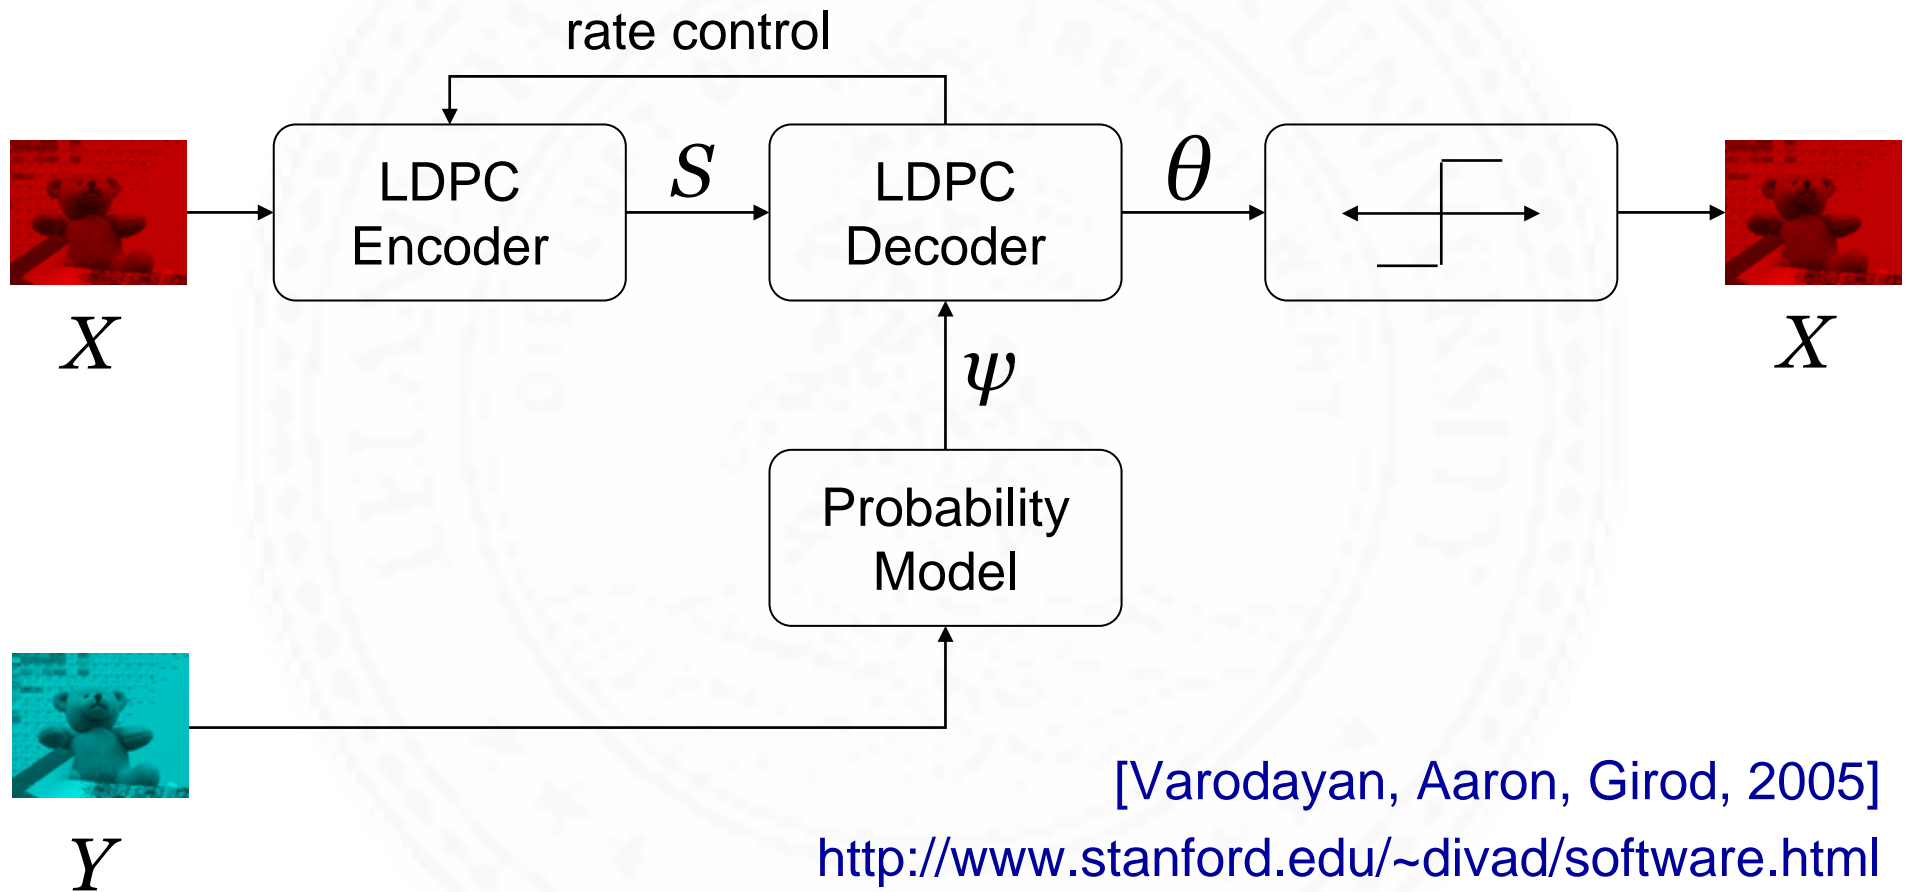 rate control
LDPC
Encoder
S
LDPC
Decoder
θ
X
X
ψ
Probability
Model
Y
[Varodayan, Aaron, Girod, 2005]
http://www.stanford.edu/~divad/software.html